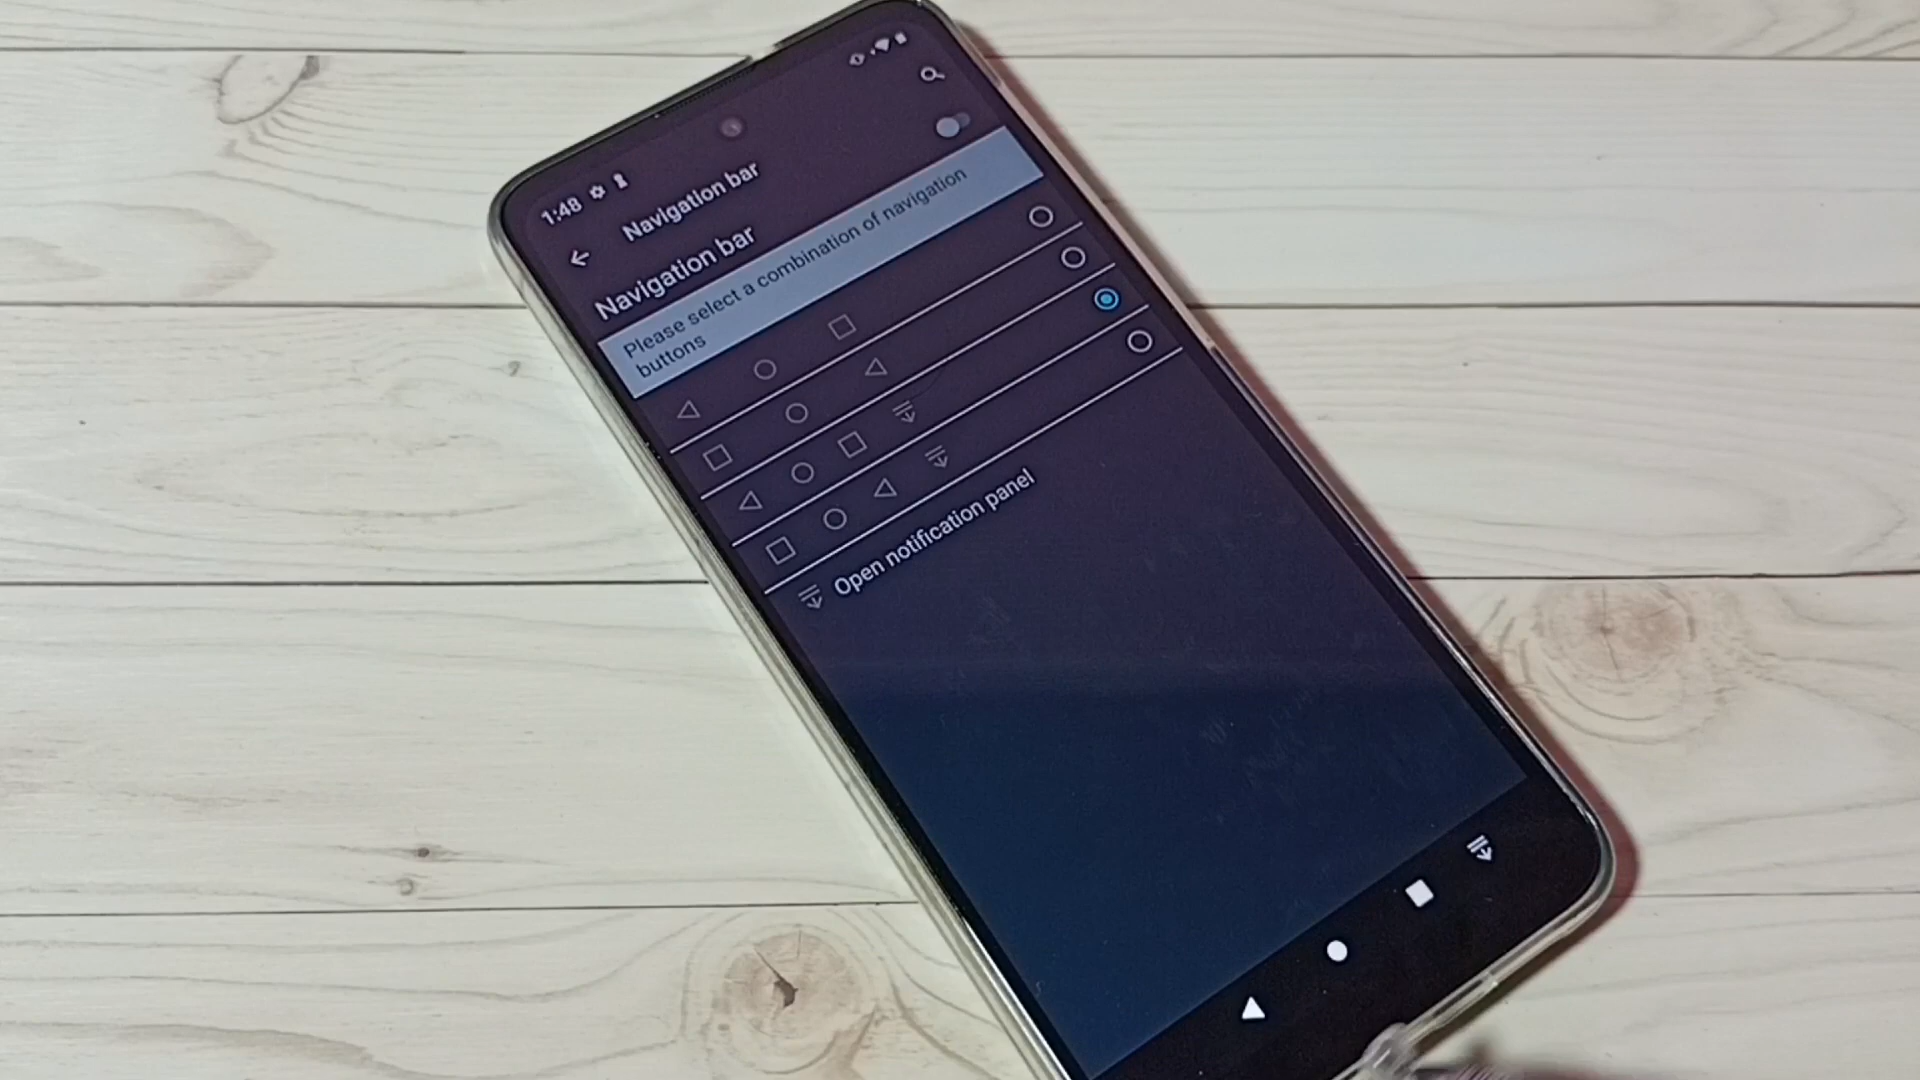 1:48
Navigation bar
Navigation bar
Please select a combination of navigation
buttons
Open notification panel